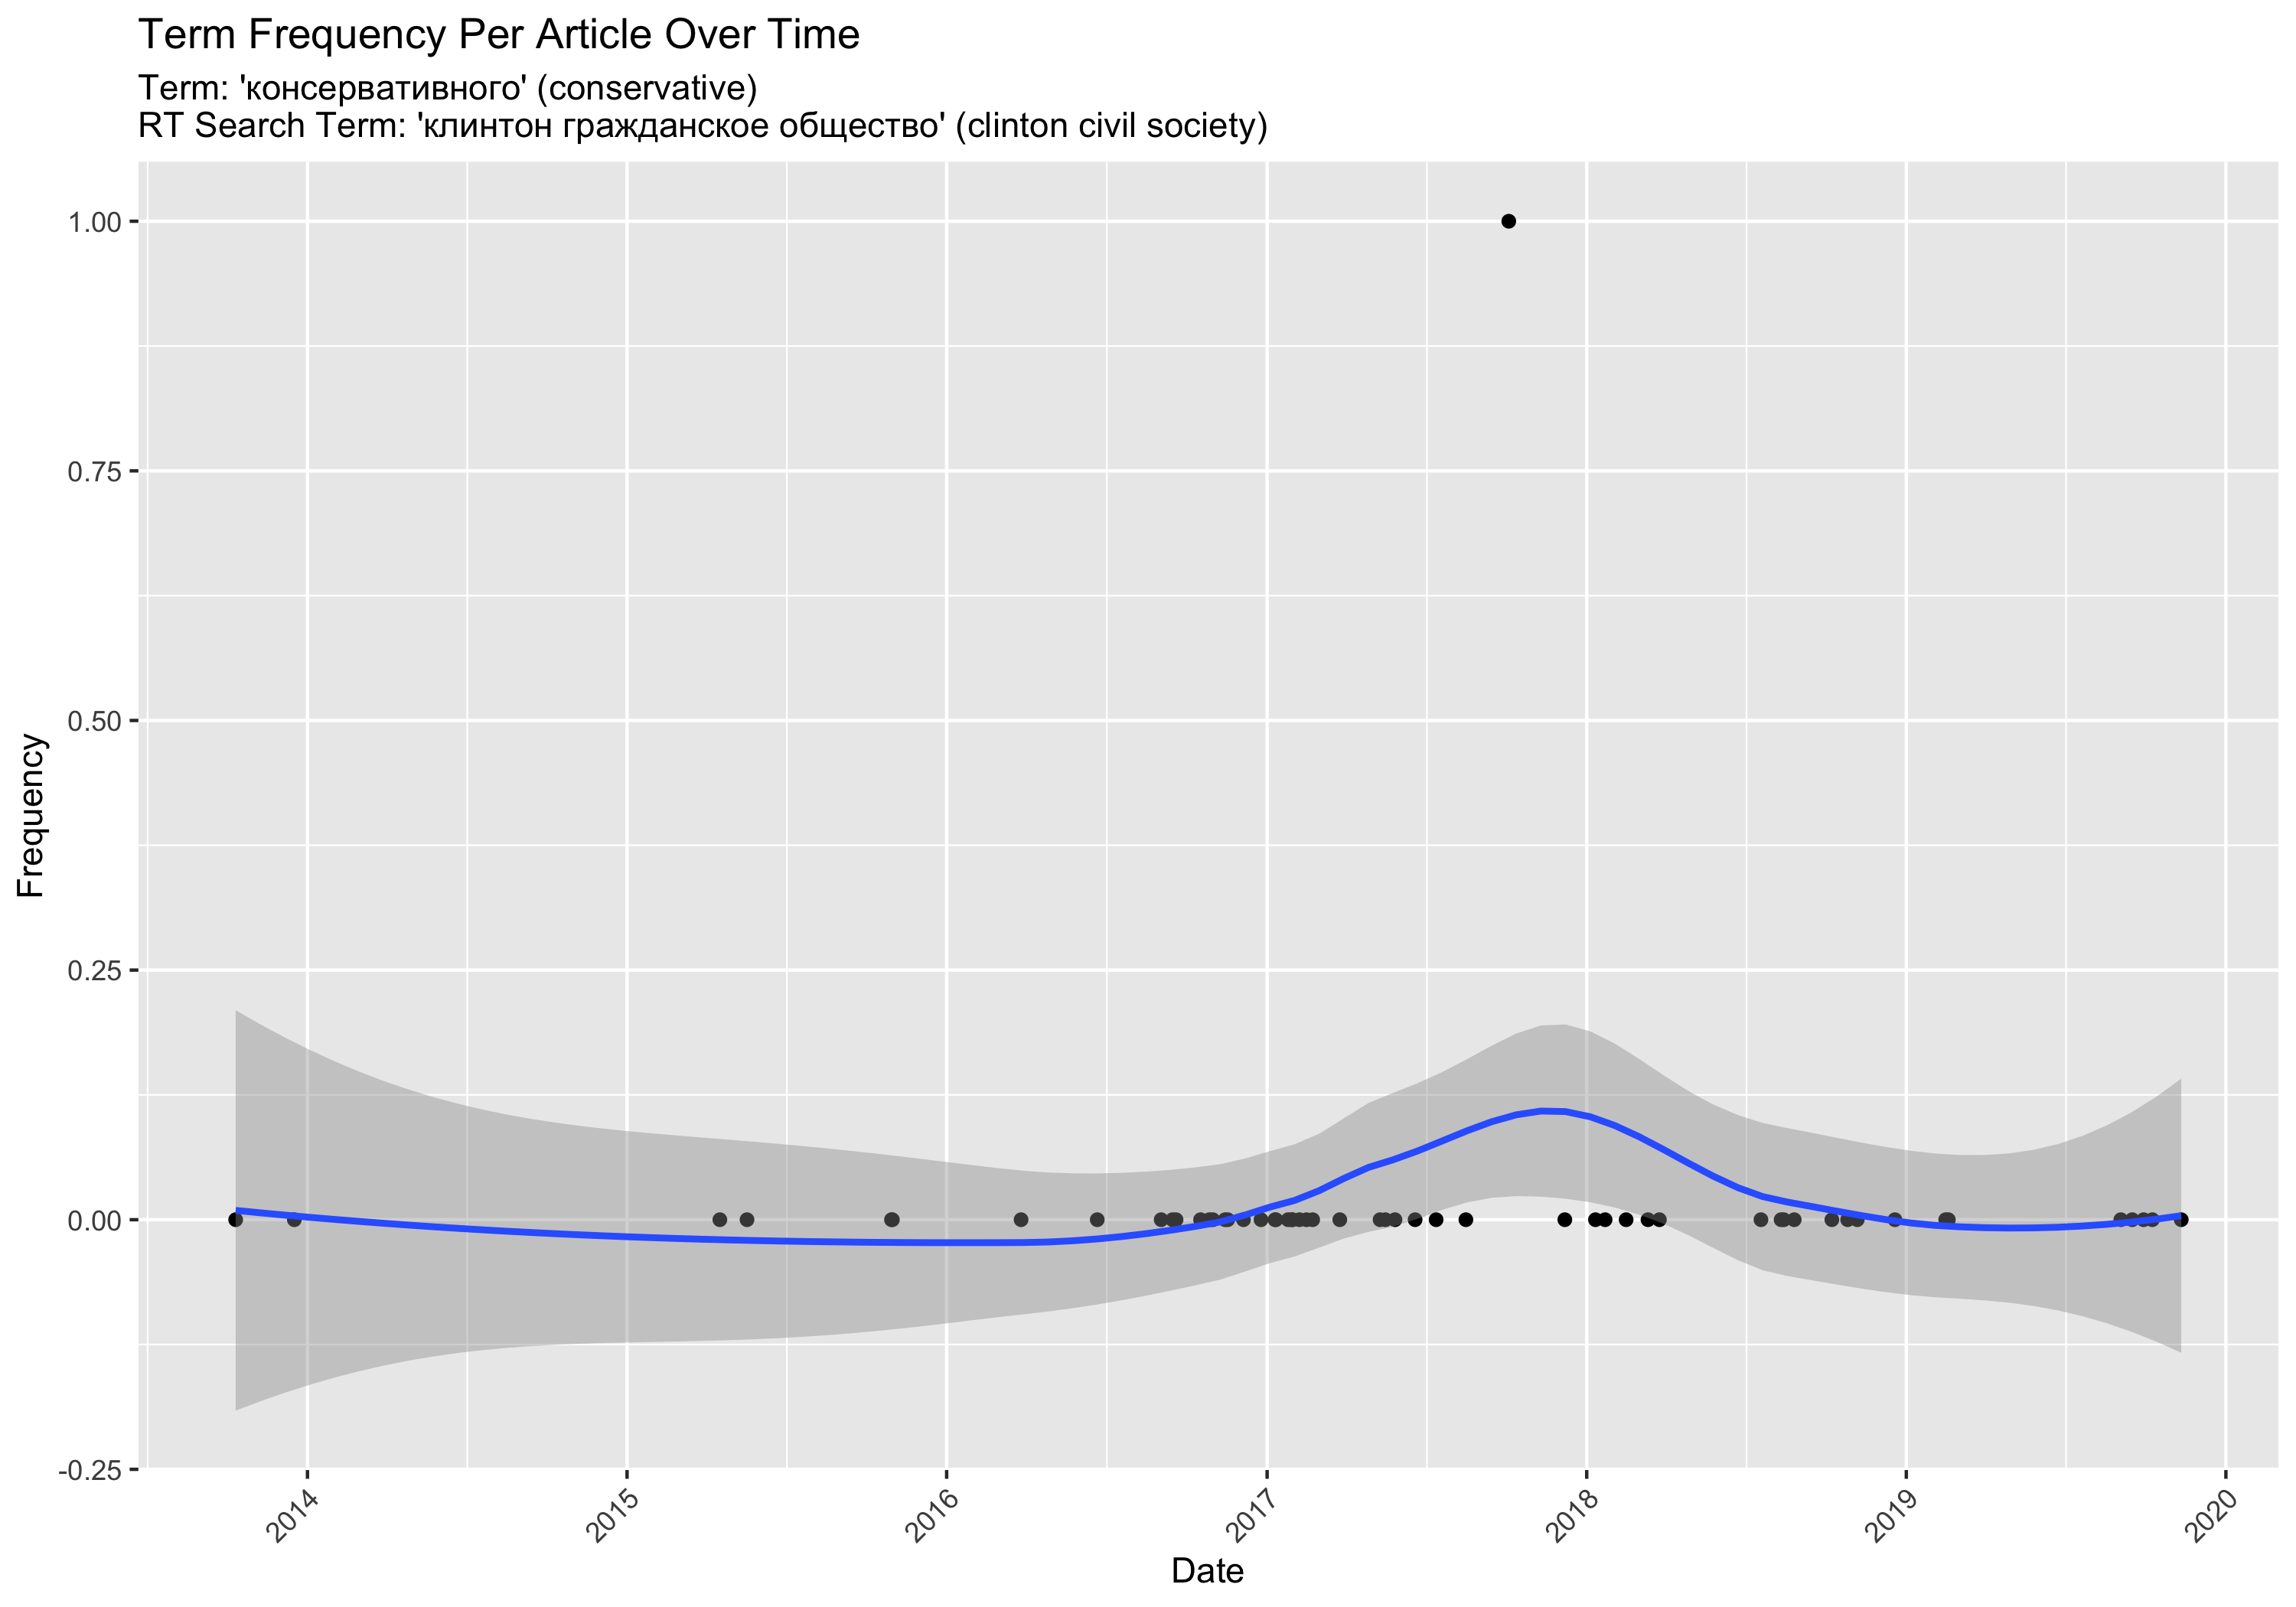 Term Frequency Per Article Over Time
Term: 'консервативного' (conservative)
RT Search Term: 'клинтон гражданское общество' (clinton civil society)
1.00
0.75
0.50
0.25
0.00
-0.25
Frequency
2014
2015
2016
2017
2018
2019
2020
Date